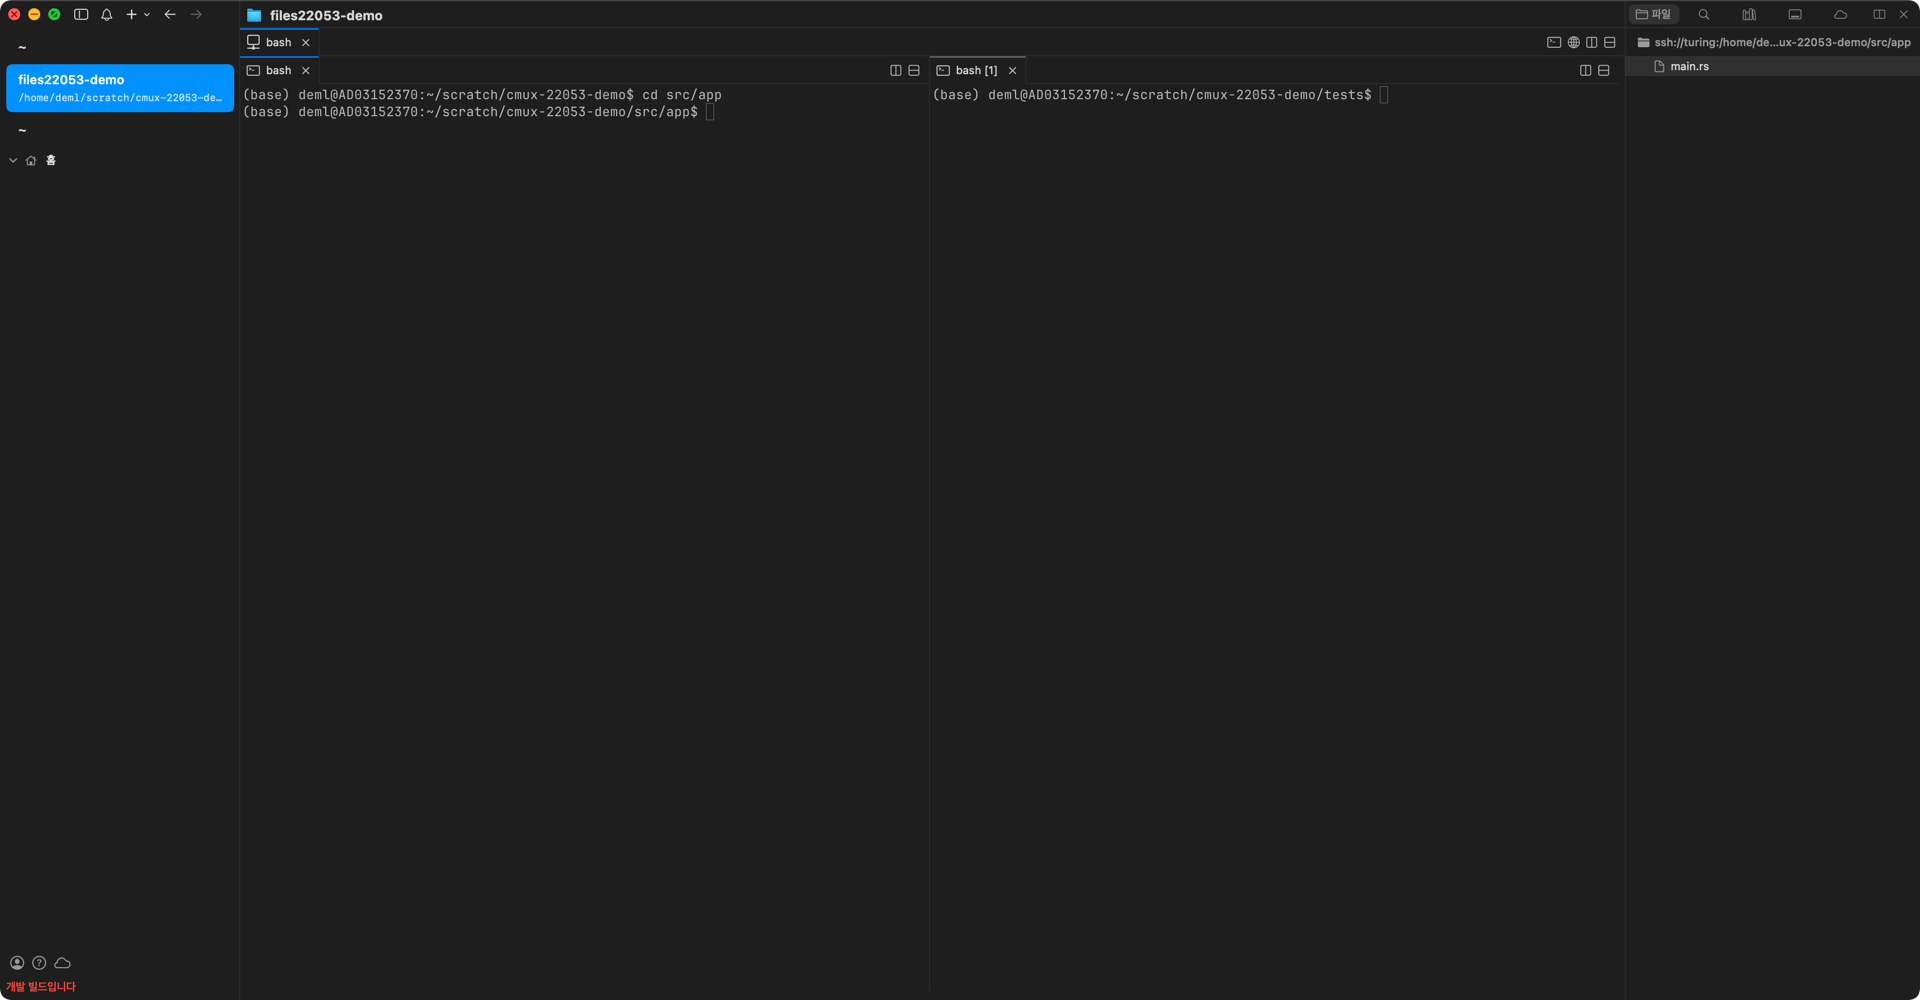 files22053-demo
파일
~
bash
ssh://turing:/home/de...ux-22053-demo/src/app
files22053-demo
/home/deml/scratch/cmux-22053-de...
bash
bash [1]
main.rs
(base) deml@AD03152370:~/scratch/cmux-22053-demo$ cd src/app
(base) deml@AD03152370:~/scratch/cmux-22053-demo/src/app$
(base) deml@AD03152370:~/scratch/cmux-22053-demo/tests$
~
홈
개발 빌드입니다